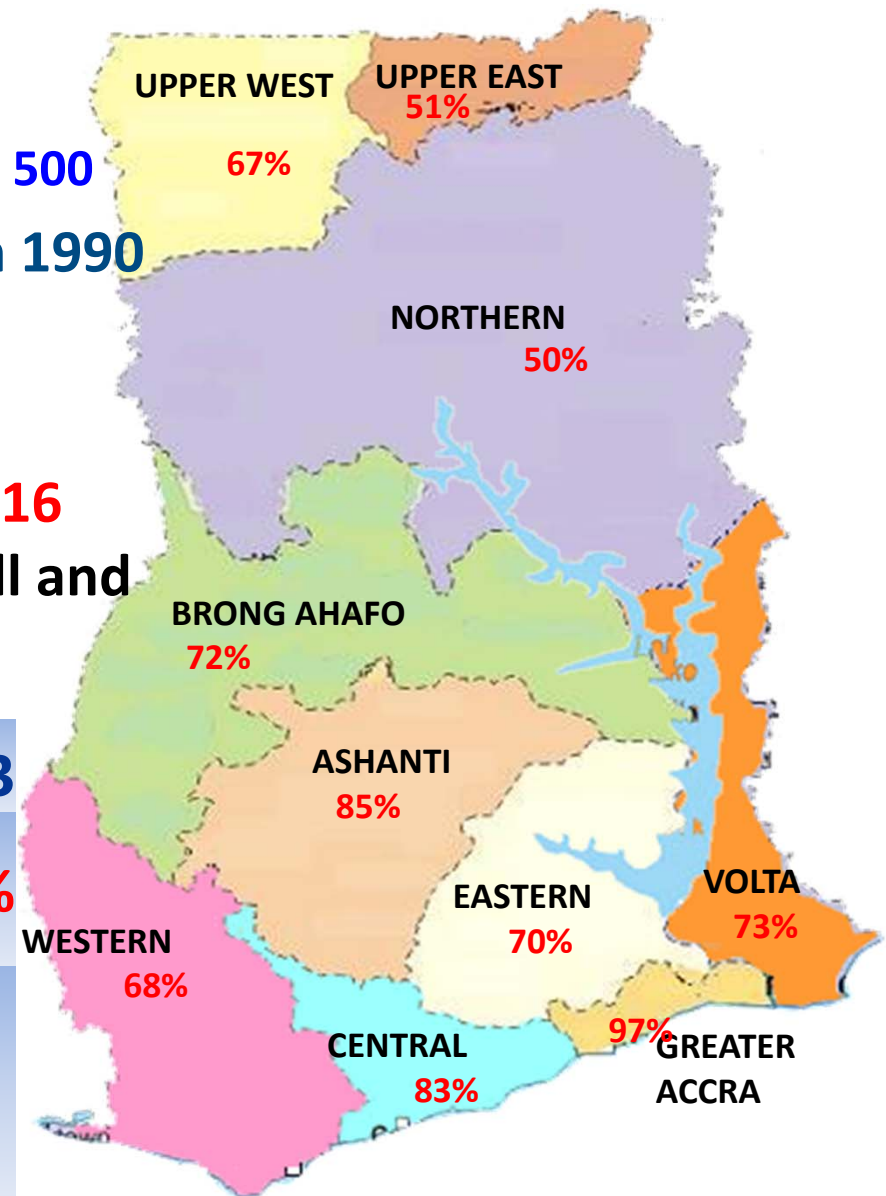 UPPER WEST
UPPER EAST
51%
500
67%
1990
NORTHERN
50%
16
and
BRONG AHAFO
72%
ASHANTI
85%
EASTERN
70%
VOLTA
73%
%
WESTERN
68%
CENTRAL
83%
97%
GREATER
ACCRA